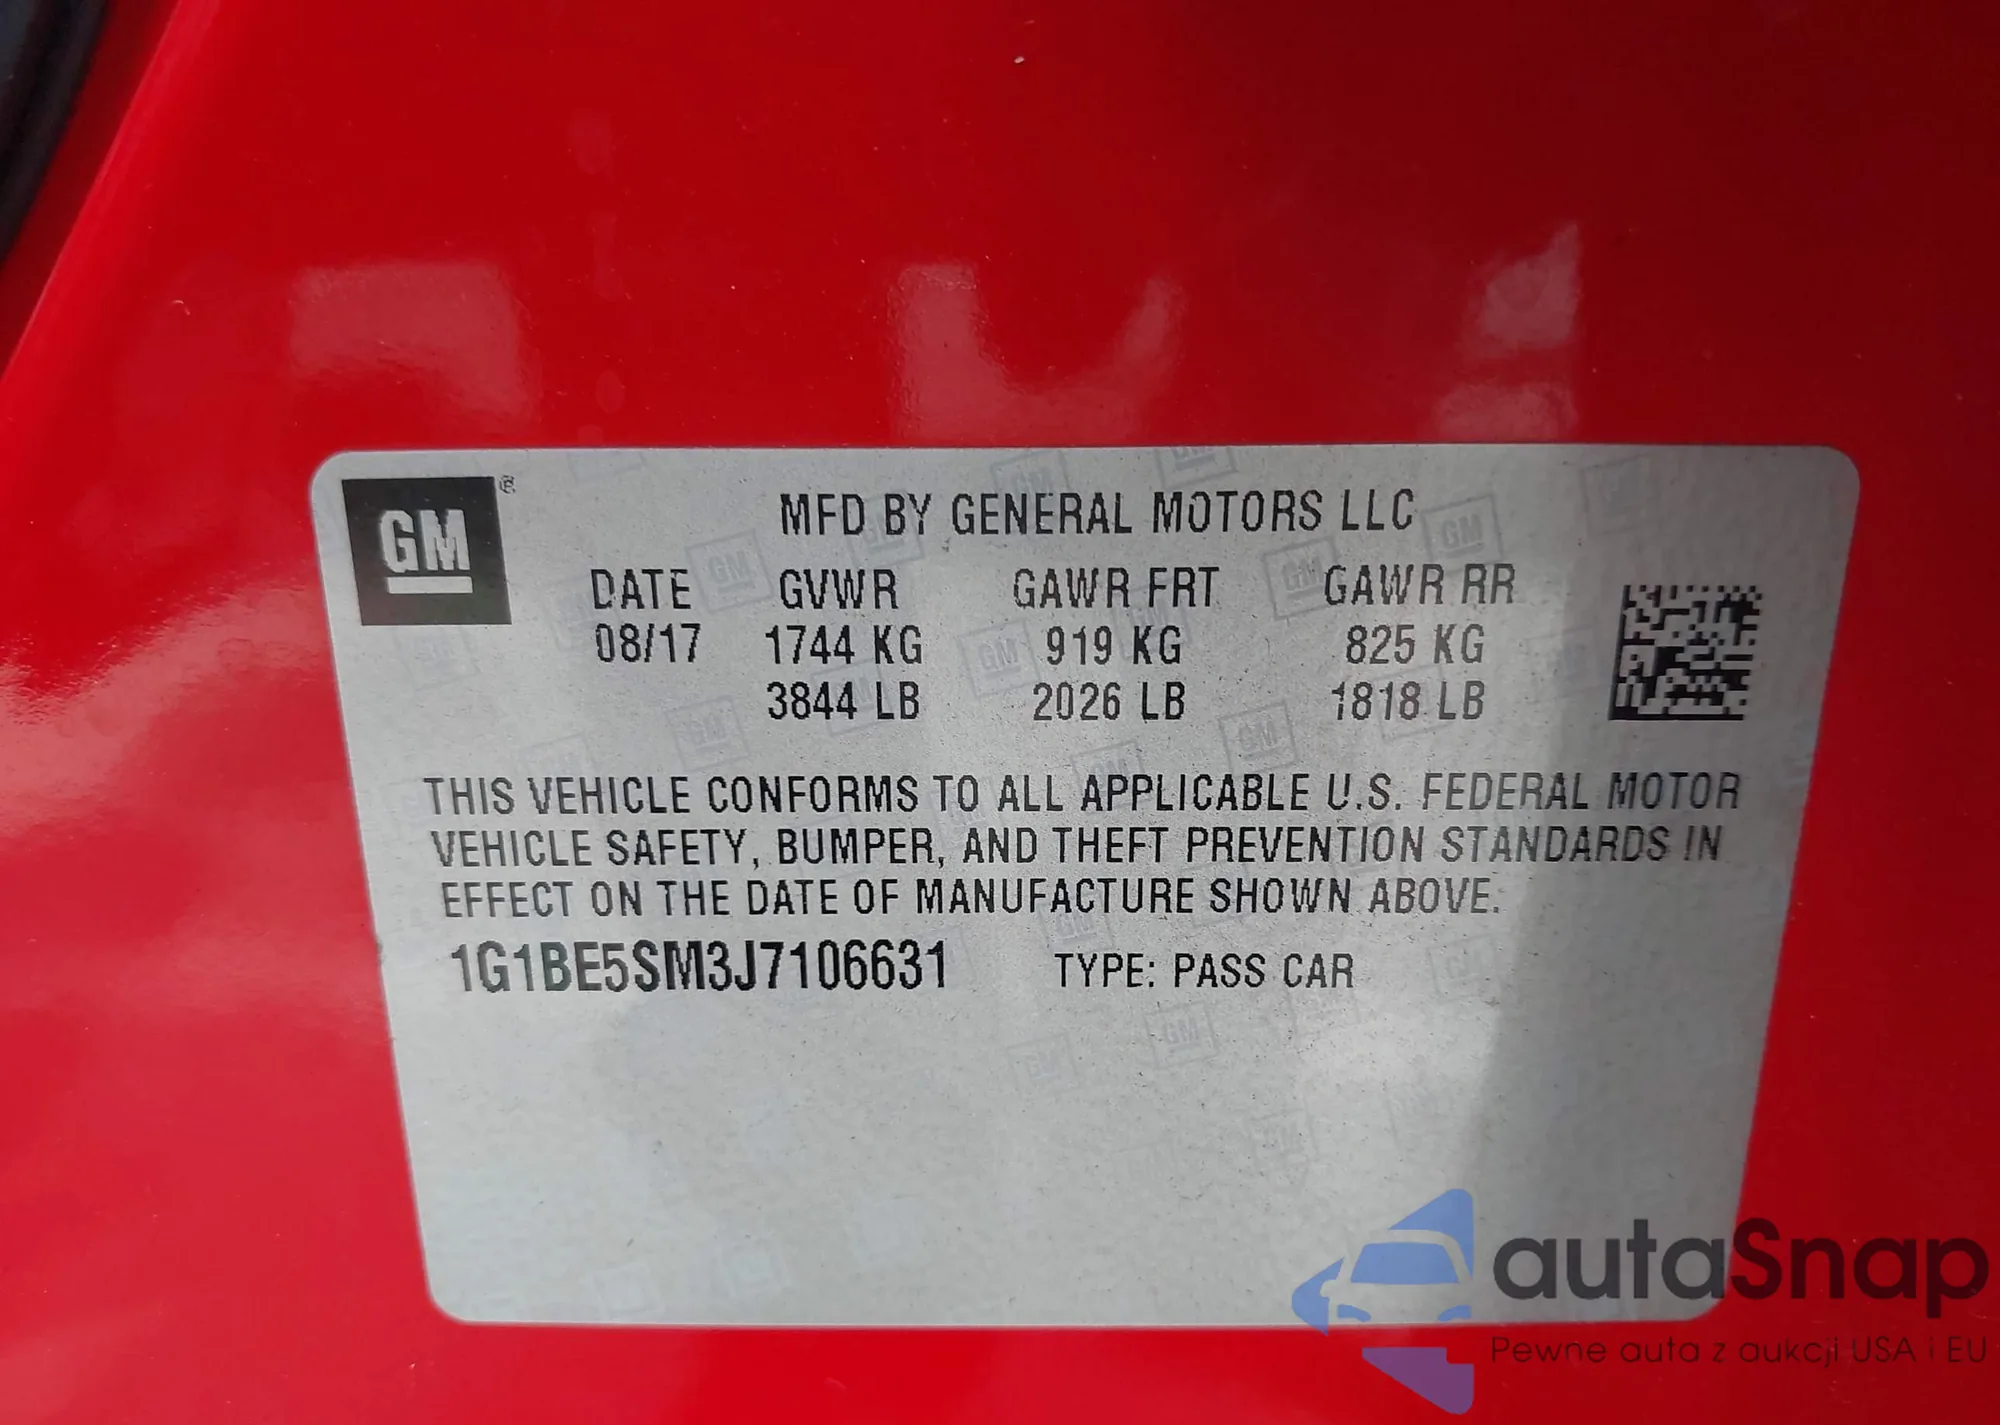 GM ®
MFD BY GENERAL MOTORS LLC
DATE GVWR GAWR FRT GAWR RR
08/17 1744 KG 919 KG 825 KG
3844 LB 2026 LB 1818 LB
THIS VEHICLE CONFORMS TO ALL APPLICABLE U.S. FEDERAL MOTOR
VEHICLE SAFETY, BUMPER, AND THEFT PREVENTION STANDARDS IN
EFFECT ON THE DATE OF MANUFACTURE SHOWN ABOVE.
1G1BE5SM3J7106631 TYPE: PASS CAR
autaSnap
Pewne auta z aukcji USA i EU